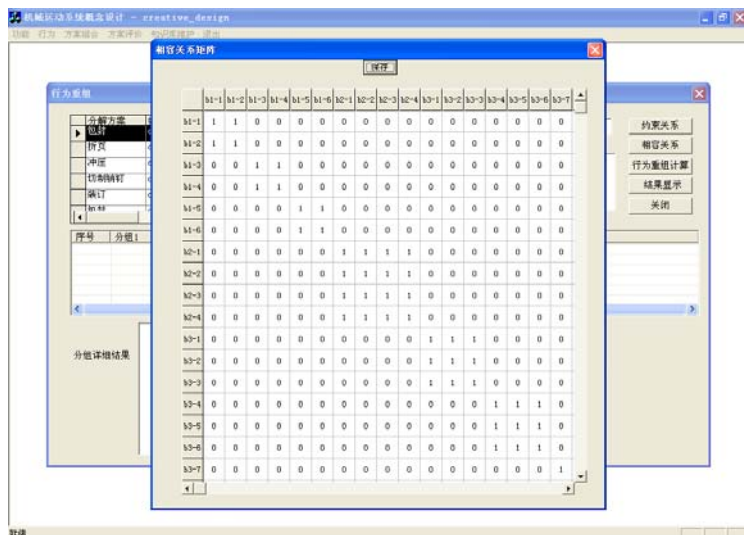 机械运动系统概念设计 - creative_design
功能 行为 方案组合 方案评价 知识库维护 退出
相容关系矩阵
保存
行为重组
分解方案
包封
折页
冲压
切制销钉
装订
包封
序号 分组1
分组详细结果
约束关系
相容关系
行为重组计算
结果显示
关闭
b1-1 b1-2 b1-3 b1-4 b1-5 b1-6 b2-1 b2-2 b2-3 b2-4 b3-1 b3-2 b3-3 b3-4 b3-5 b3-6 b3-7
b1-1 1 1 0 0 0 0 0 0 0 0 0 0 0 0 0 0 0
b1-2 1 1 0 0 0 0 0 0 0 0 0 0 0 0 0 0 0
b1-3 0 0 1 1 0 0 0 0 0 0 0 0 0 0 0 0 0
b1-4 0 0 1 1 0 0 0 0 0 0 0 0 0 0 0 0 0
b1-5 0 0 0 0 1 1 0 0 0 0 0 0 0 0 0 0 0
b1-6 0 0 0 0 1 1 0 0 0 0 0 0 0 0 0 0 0
b2-1 0 0 0 0 0 0 1 1 1 1 0 0 0 0 0 0 0
b2-2 0 0 0 0 0 0 1 1 1 1 0 0 0 0 0 0 0
b2-3 0 0 0 0 0 0 1 1 1 1 0 0 0 0 0 0 0
b2-4 0 0 0 0 0 0 1 1 1 1 0 0 0 0 0 0 0
b3-1 0 0 0 0 0 0 0 0 0 0 1 1 1 0 0 0 0
b3-2 0 0 0 0 0 0 0 0 0 0 1 1 1 0 0 0 0
b3-3 0 0 0 0 0 0 0 0 0 0 1 1 1 0 0 0 0
b3-4 0 0 0 0 0 0 0 0 0 0 0 0 0 1 1 1 0
b3-5 0 0 0 0 0 0 0 0 0 0 0 0 0 1 1 1 0
b3-6 0 0 0 0 0 0 0 0 0 0 0 0 0 1 1 1 0
b3-7 0 0 0 0 0 0 0 0 0 0 0 0 0 0 0 0 1
就绪